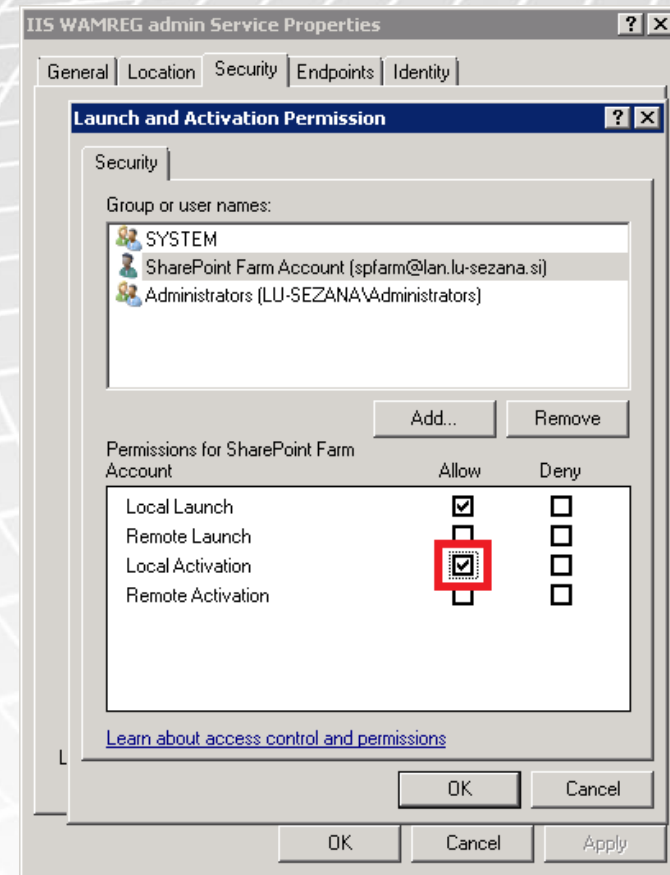 IIS WAMREG admin Service Properties
General Location Security Endpoints Identity
Launch and Activation Permission
Security
Group or user names:
SYSTEM
SharePoint Farm Account (spfarm@lan.lu-sezana.si)
Administrators (LU-SEZANA\Administrators)
Add... Remove
Permissions for SharePoint Farm
Account Allow Deny
Local Launch
Remote Launch
Local Activation
Remote Activation
Learn about access control and permissions
L
OK Cancel
OK Cancel Apply